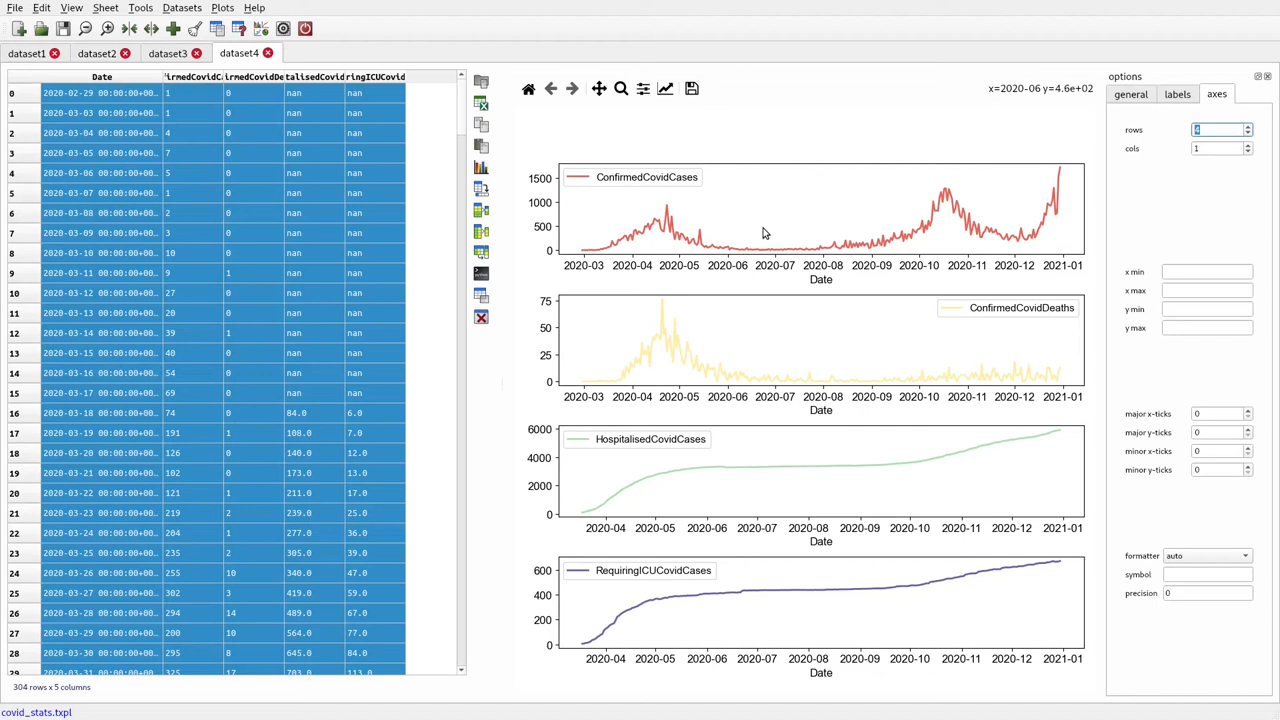 File Edit View Sheet Tools Datasets Plots Help
dataset1 dataset2 dataset3 dataset4
Date irmedCovidCa irmedCovidDe talisedCovid ringICUCovid
0 2020-02-29 00:00:00+00… 1 0 nan nan
1 2020-03-03 00:00:00+00… 1 0 nan nan
2 2020-03-04 00:00:00+00… 4 0 nan nan
3 2020-03-05 00:00:00+00… 7 0 nan nan
4 2020-03-06 00:00:00+00… 5 0 nan nan
5 2020-03-07 00:00:00+00… 1 0 nan nan
6 2020-03-08 00:00:00+00… 2 0 nan nan
7 2020-03-09 00:00:00+00… 3 0 nan nan
8 2020-03-10 00:00:00+00… 10 0 nan nan
9 2020-03-11 00:00:00+00… 9 1 nan nan
10 2020-03-12 00:00:00+00… 27 0 nan nan
11 2020-03-13 00:00:00+00… 20 0 nan nan
12 2020-03-14 00:00:00+00… 39 1 nan nan
13 2020-03-15 00:00:00+00… 40 0 nan nan
14 2020-03-16 00:00:00+00… 54 0 nan nan
15 2020-03-17 00:00:00+00… 69 0 nan nan
16 2020-03-18 00:00:00+00… 74 0 84.0 6.0
17 2020-03-19 00:00:00+00… 191 1 108.0 7.0
18 2020-03-20 00:00:00+00… 126 0 140.0 12.0
19 2020-03-21 00:00:00+00… 102 0 173.0 13.0
20 2020-03-22 00:00:00+00… 121 1 211.0 17.0
21 2020-03-23 00:00:00+00… 219 2 239.0 25.0
22 2020-03-24 00:00:00+00… 204 1 277.0 36.0
23 2020-03-25 00:00:00+00… 235 2 305.0 39.0
24 2020-03-26 00:00:00+00… 255 10 340.0 47.0
25 2020-03-27 00:00:00+00… 302 3 419.0 59.0
26 2020-03-28 00:00:00+00… 294 14 489.0 67.0
27 2020-03-29 00:00:00+00… 200 10 564.0 77.0
28 2020-03-30 00:00:00+00… 295 8 645.0 84.0
29 2020-03-31 00:00:00+00… 325 17 703.0 113.0
304 rows x 5 columns
covid_stats.txpl
x=2020-06 y=4.6e+02
ConfirmedCovidCases
1500
1000
500
0
2020-03 2020-04 2020-05 2020-06 2020-07 2020-08 2020-09 2020-10 2020-11 2020-12 2021-01
Date
ConfirmedCovidDeaths
75
50
25
0
2020-03 2020-04 2020-05 2020-06 2020-07 2020-08 2020-09 2020-10 2020-11 2020-12 2021-01
Date
HospitalisedCovidCases
6000
4000
2000
0
2020-04 2020-05 2020-06 2020-07 2020-08 2020-09 2020-10 2020-11 2020-12 2021-01
Date
RequiringICUCovidCases
600
400
200
0
2020-04 2020-05 2020-06 2020-07 2020-08 2020-09 2020-10 2020-11 2020-12 2021-01
Date
options
general labels axes
rows 4
cols 1
x min
x max
y min
y max
major x-ticks 0
major y-ticks 0
minor x-ticks 0
minor y-ticks 0
formatter auto
symbol
precision 0